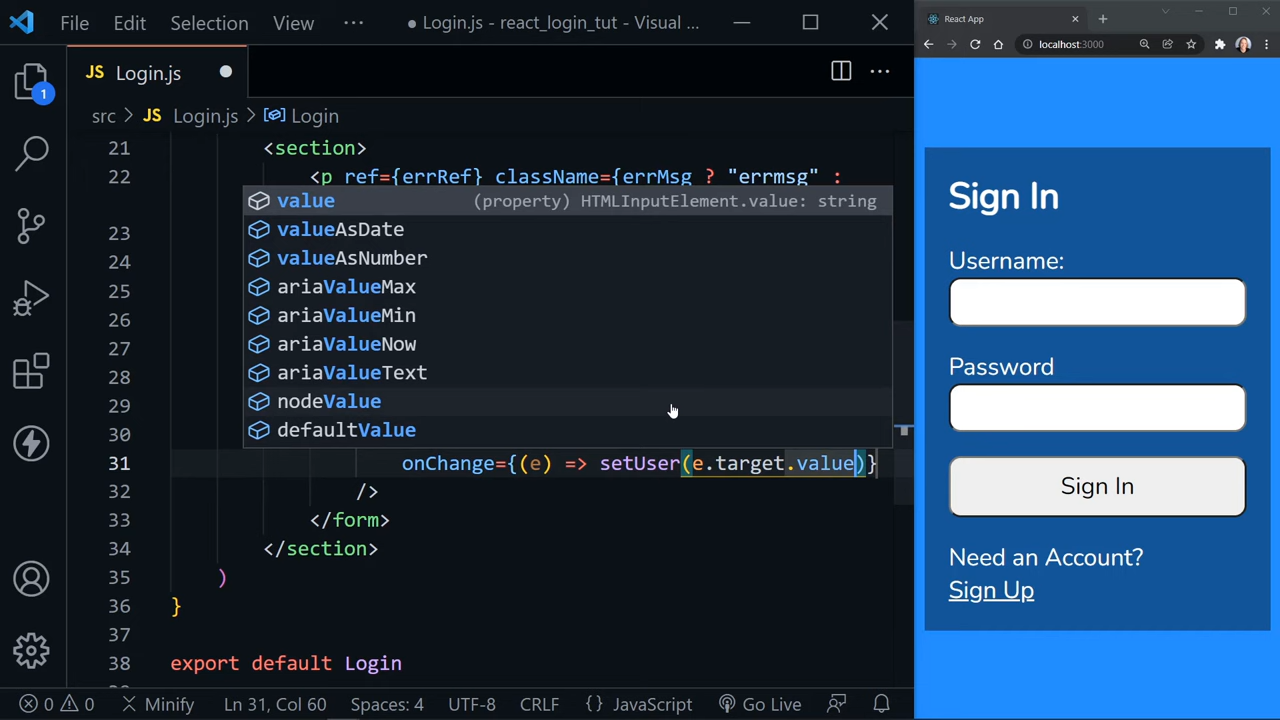 File Edit Selection View ··· ● Login.js - react_login_tut - Visual ...
JS Login.js
src > JS Login.js > Login
21 <section>
22 <p ref={errRef} className={errMsg ? "errmsg" :
value (property) HTMLInputElement.value: string
23 valueAsDate
24 valueAsNumber
25 ariaValueMax
26 ariaValueMin
27 ariaValueNow
28 ariaValueText
29 nodeValue
30 defaultValue
31 onChange={(e) => setUser(e.target.value)}
32 />
33 </form>
34 </section>
35 )
36 }
37
38 export default Login
1
0 0 Minify Ln 31, Col 60 Spaces: 4 UTF-8 CRLF {} JavaScript Go Live
React App
localhost:3000
Sign In
Username:
Password
Sign In
Need an Account?
Sign Up